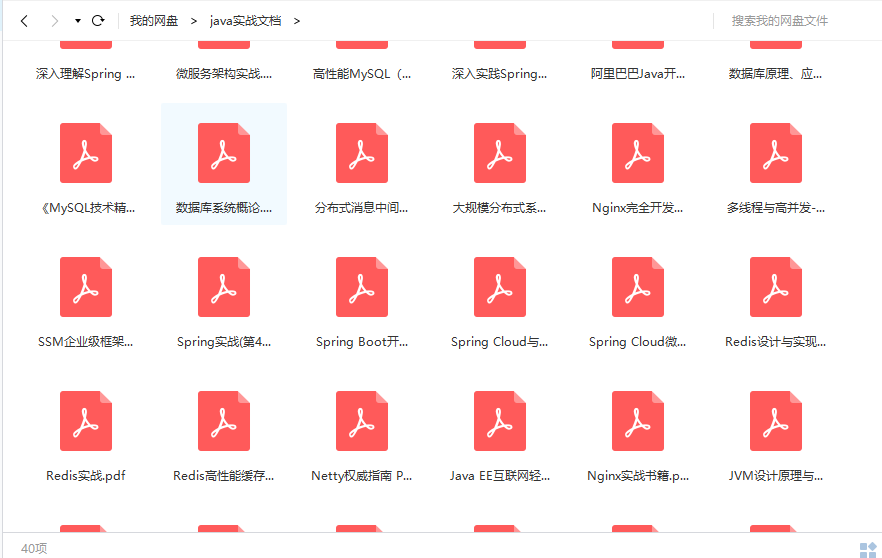 我的网盘 > java实战文档 >
搜索我的网盘文件
深入理解Spring ...
微服务架构实战....
高性能MySQL（...
深入实践Spring...
阿里巴巴Java开...
数据库原理、应...
《MySQL技术精...
数据库系统概论....
分布式消息中间...
大规模分布式系...
Nginx完全开发...
多线程与高并发-...
SSM企业级框架...
Spring实战(第4...
Spring Boot开...
Spring Cloud与...
Spring Cloud微...
Redis设计与实现...
Redis实战.pdf
Redis高性能缓存...
Netty权威指南 P...
Java EE互联网轻...
Nginx实战书籍.p...
JVM设计原理与...
40项